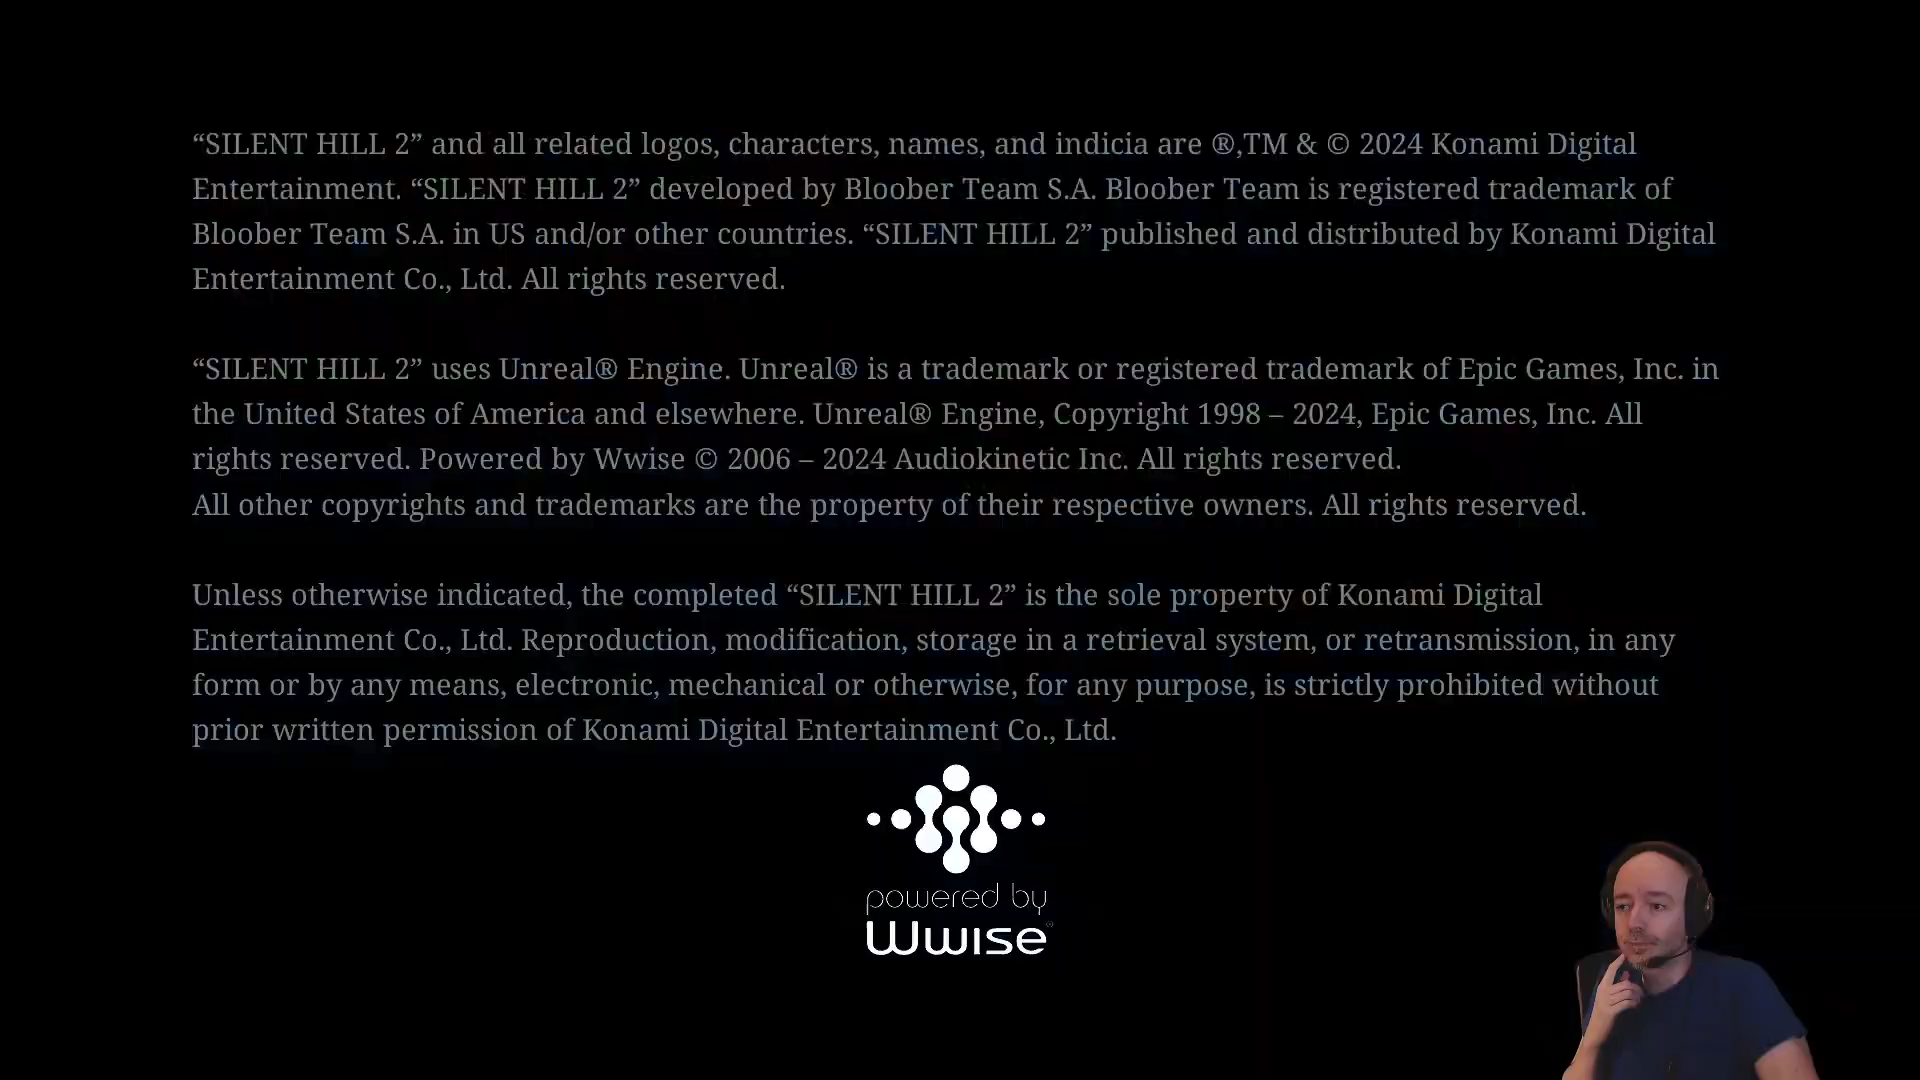 “SILENT HILL 2” and all related logos, characters, names, and indicia are ®,TM & © 2024 Konami Digital
Entertainment. “SILENT HILL 2” developed by Bloober Team S.A. Bloober Team is registered trademark of
Bloober Team S.A. in US and/or other countries. “SILENT HILL 2” published and distributed by Konami Digital
Entertainment Co., Ltd. All rights reserved.
“SILENT HILL 2” uses Unreal® Engine. Unreal® is a trademark or registered trademark of Epic Games, Inc. in
the United States of America and elsewhere. Unreal® Engine, Copyright 1998 – 2024, Epic Games, Inc. All
rights reserved. Powered by Wwise © 2006 – 2024 Audiokinetic Inc. All rights reserved.
All other copyrights and trademarks are the property of their respective owners. All rights reserved.
Unless otherwise indicated, the completed “SILENT HILL 2” is the sole property of Konami Digital
Entertainment Co., Ltd. Reproduction, modification, storage in a retrieval system, or retransmission, in any
form or by any means, electronic, mechanical or otherwise, for any purpose, is strictly prohibited without
prior written permission of Konami Digital Entertainment Co., Ltd.
powered by
Wwise®